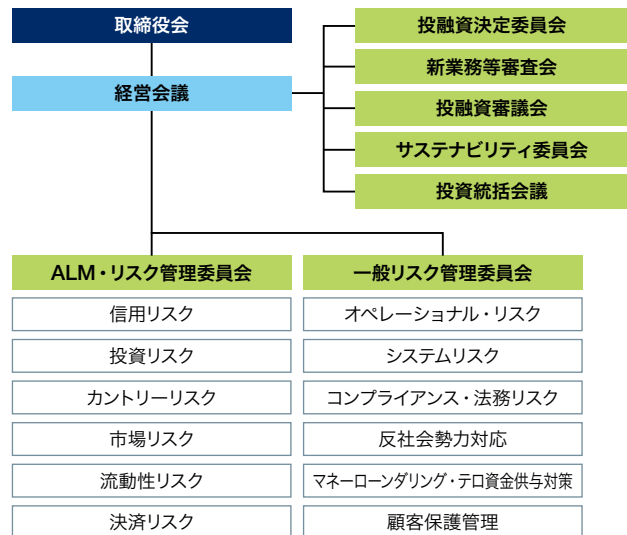 取締役会
経営会議
投融資決定委員会
新業務等審査会
投融資審議会
サステナビリティ委員会
投資統括会議
ALM・リスク管理委員会
信用リスク
投資リスク
カントリーリスク
市場リスク
流動性リスク
決済リスク
一般リスク管理委員会
オペレーショナル・リスク
システムリスク
コンプライアンス・法務リスク
反社会勢力対応
マネーローンダリング・テロ資金供与対策
顧客保護管理